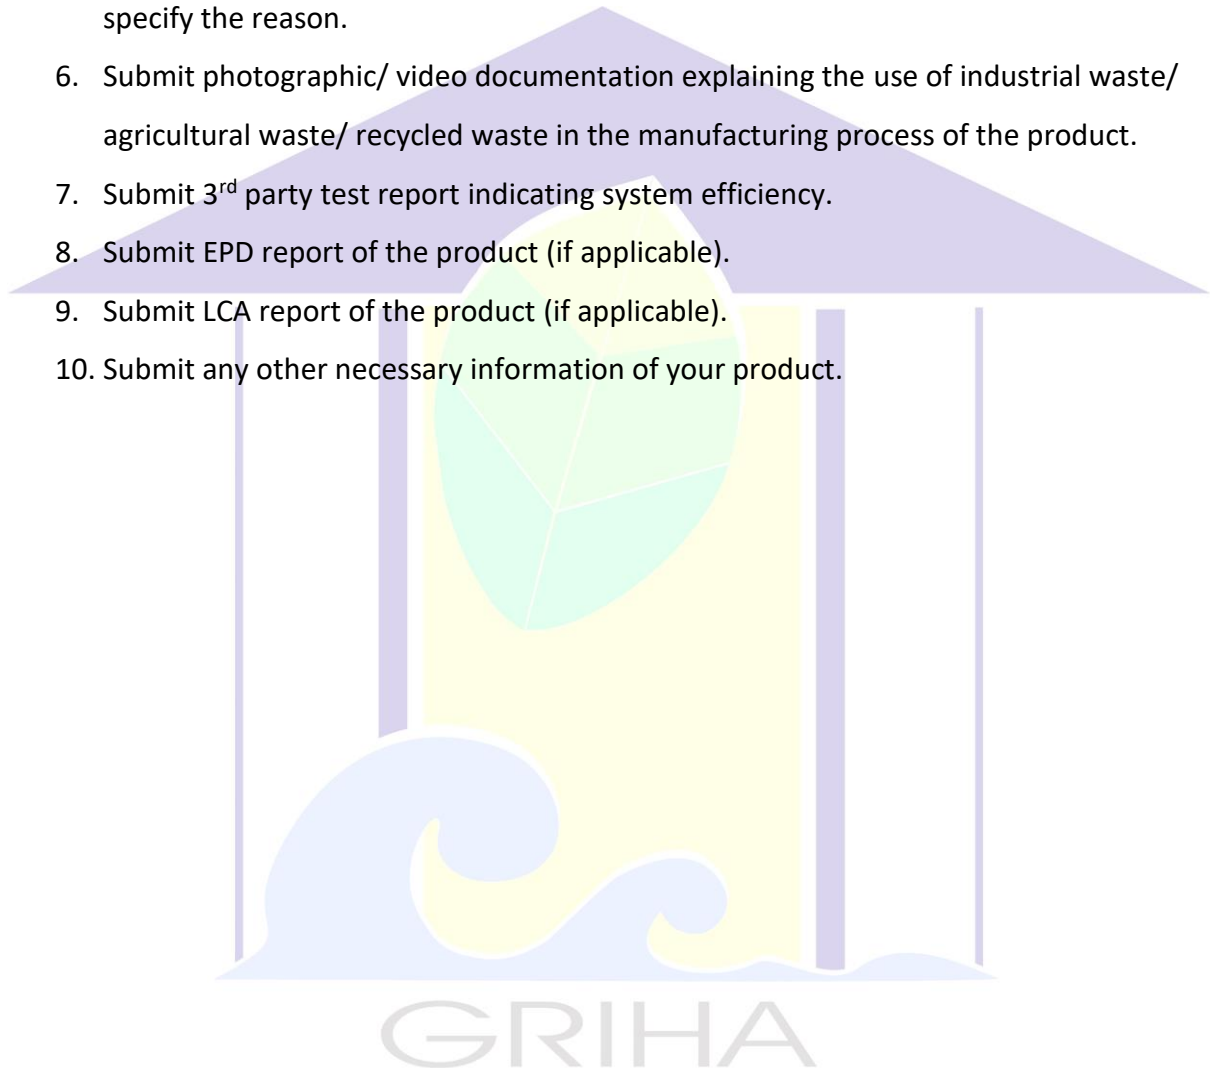 specify the reason.
6. Submit photographic/ video documentation explaining the use of industrial waste/
agricultural waste/ recycled waste in the manufacturing process of the product.
7. Submit 3rd party test report indicating system efficiency.
8. Submit EPD report of the product (if applicable).
9. Submit LCA report of the product (if applicable).
10. Submit any other necessary information of your product.
GRIHA